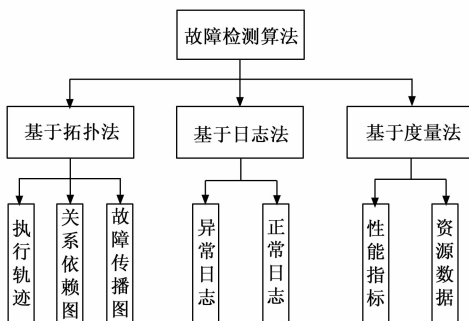 故障检测算法
基于拓扑法
基于日志法
基于度量法
执行轨迹
关系依赖图
故障传播图
异常日志
正常日志
性能指标
资源数据